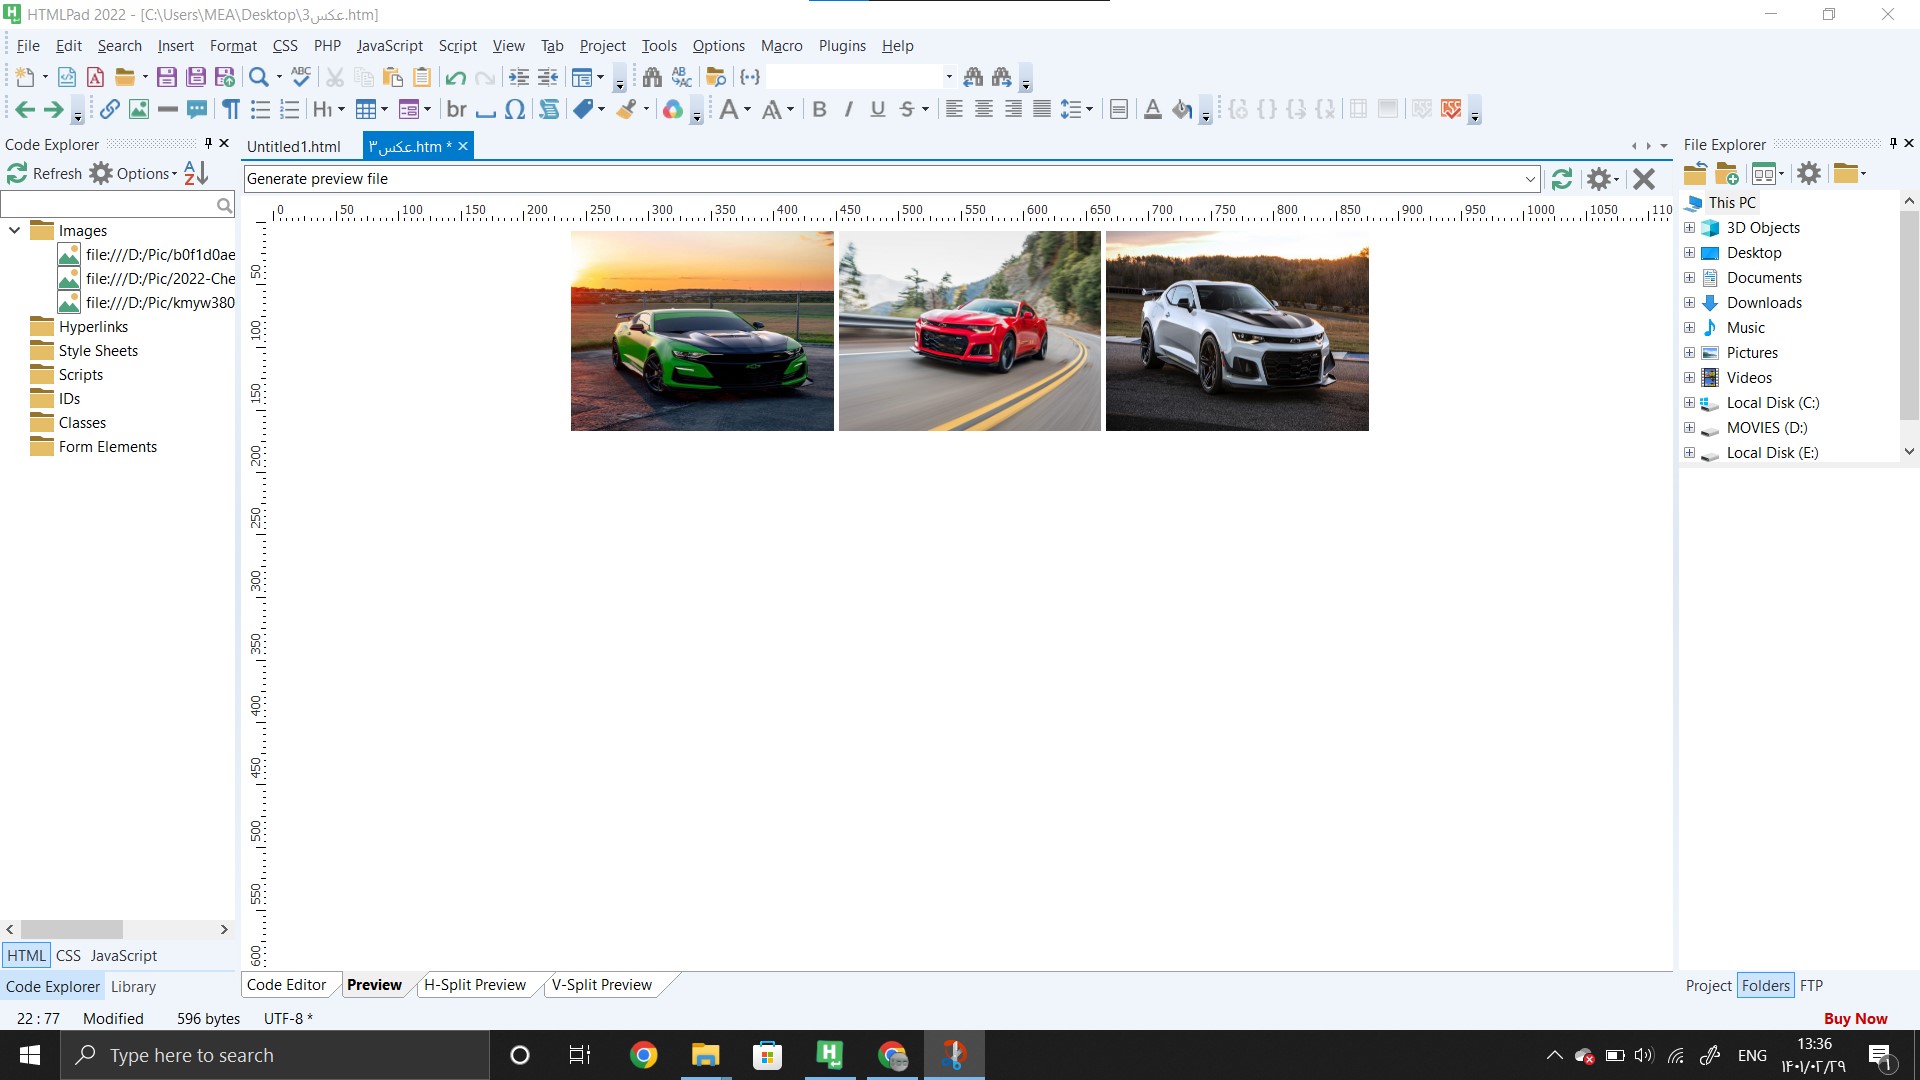 HTMLPad 2022 - [C:\Users\MEA\Desktop\عکس3.htm]
File Edit Search Insert Format CSS PHP JavaScript Script View Tab Project Tools Options Macro Plugins Help
ABC
br
Code Explorer
Untitled1.html
عکس۳.htm *
File Explorer
Refresh Options
Generate preview file
0 50 100 150 200 250 300 350 400 450 500 550 600 650 700 750 800 850 900 950 1000 1050 110
50 100 150 200 250 300 350 400 450 500 550 600
Images
file:///D:/Pic/b0f1d0ae
file:///D:/Pic/2022-Che
file:///D:/Pic/kmyw380
Hyperlinks
Style Sheets
Scripts
IDs
Classes
Form Elements
This PC
3D Objects
Desktop
Documents
Downloads
Music
Pictures
Videos
Local Disk (C:)
MOVIES (D:)
Local Disk (E:)
HTML CSS JavaScript
Code Explorer Library
Code Editor Preview H-Split Preview V-Split Preview
Project Folders FTP
22 : 77 Modified 596 bytes UTF-8 *
Buy Now
Type here to search
ENG
13:36
۱۴۰۱/۰۲/۲۹
۱